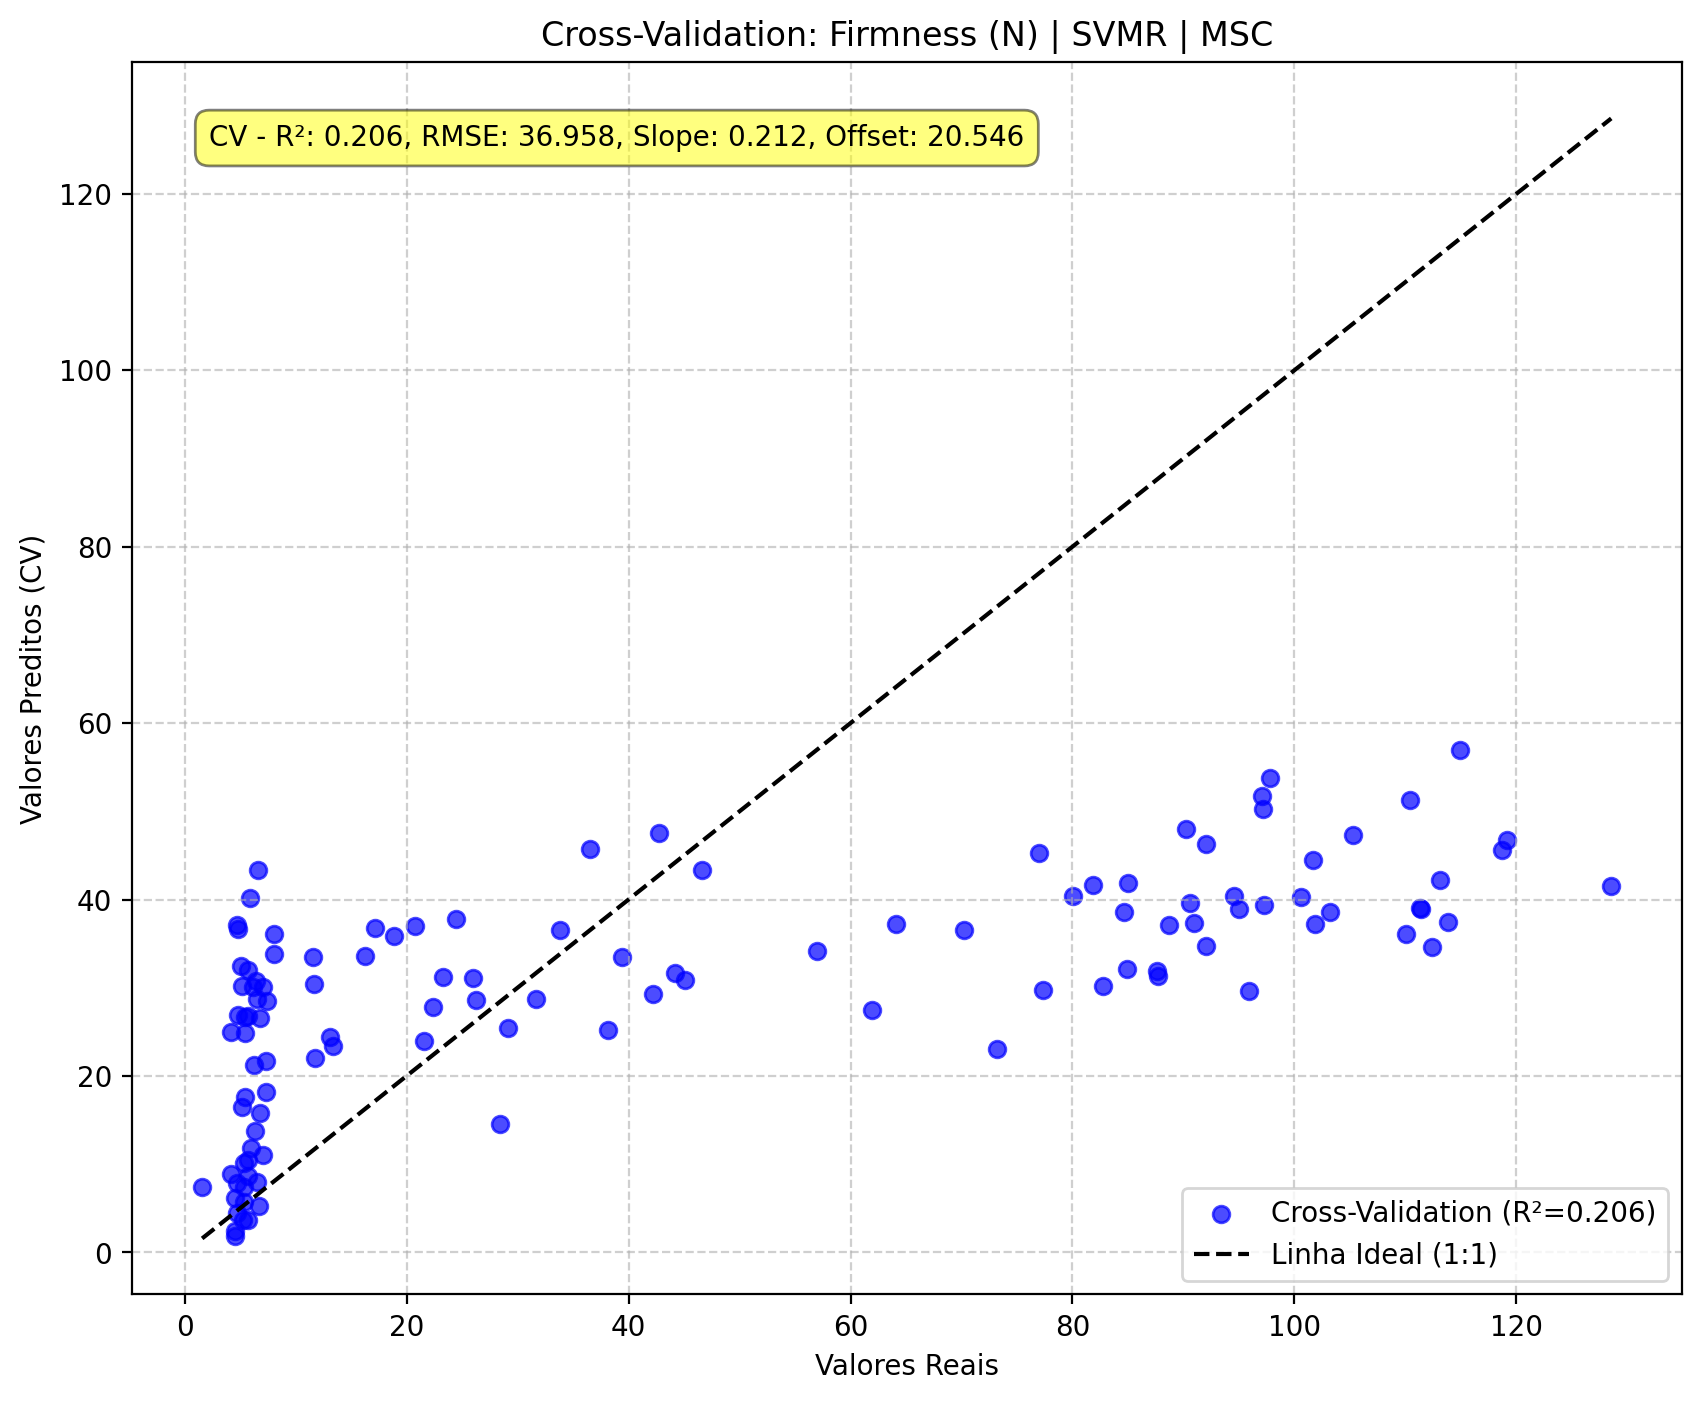 Cross-Validation: Firmness (N) | SVMR | MSC
CV - R²: 0.206, RMSE: 36.958, Slope: 0.212, Offset: 20.546
120
100
80
60
40
20
0
Valores Preditos (CV)
Cross-Validation (R²=0.206)
Linha Ideal (1:1)
0 20 40 60 80 100 120
Valores Reais